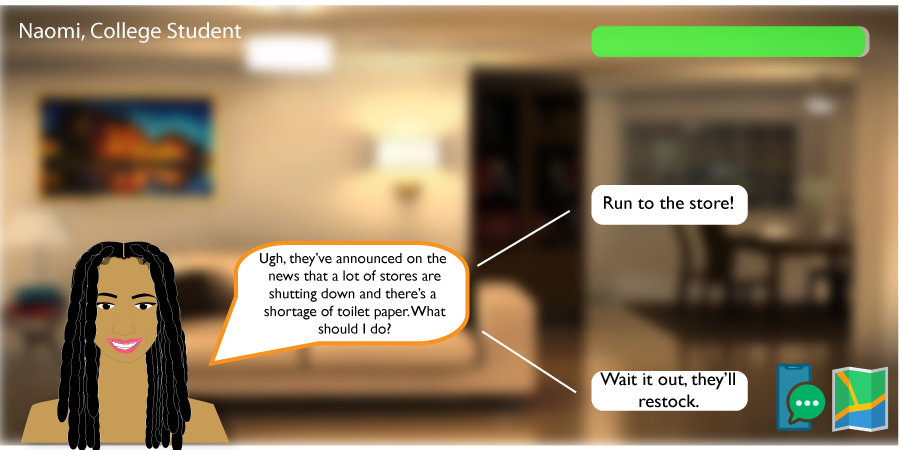 Naomi, College Student
Ugh, they've announced on the
news that a lot of stores are
shutting down and there's a
shortage of toilet paper. What
should I do?
Run to the store!
Wait it out, they'll
restock.